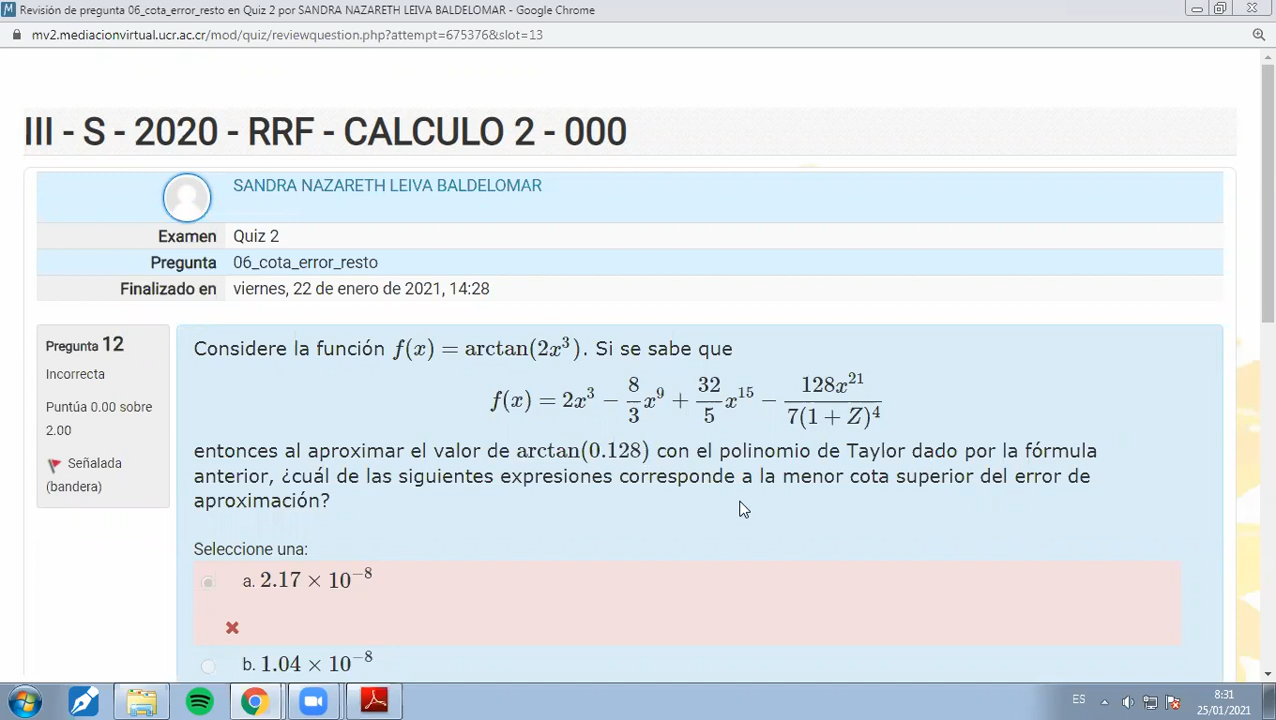 Revisión de pregunta 06_cota_error_resto en Quiz 2 por SANDRA NAZARETH LEIVA BALDELOMAR - Google Chrome
mv2.mediacionvirtual.ucr.ac.cr/mod/quiz/reviewquestion.php?attempt=675376&slot=13
III - S - 2020 - RRF - CALCULO 2 - 000
SANDRA NAZARETH LEIVA BALDELOMAR
Examen Quiz 2
Pregunta 06_cota_error_resto
Finalizado en viernes, 22 de enero de 2021, 14:28
Pregunta 12
Incorrecta
Puntúa 0.00 sobre
2.00
Señalada
(bandera)
Considere la función f(x) = arctan(2x³). Si se sabe que
f(x) = 2x³ − 8/3 x⁹ + 32/5 x¹⁵ − 128x²¹/7(1 + Z)⁴
entonces al aproximar el valor de arctan(0.128) con el polinomio de Taylor dado por la fórmula
anterior, ¿cuál de las siguientes expresiones corresponde a la menor cota superior del error de
aproximación?
Seleccione una:
a. 2.17 × 10⁻⁸
b. 1.04 × 10⁻⁸
ES
8:31
25/01/2021